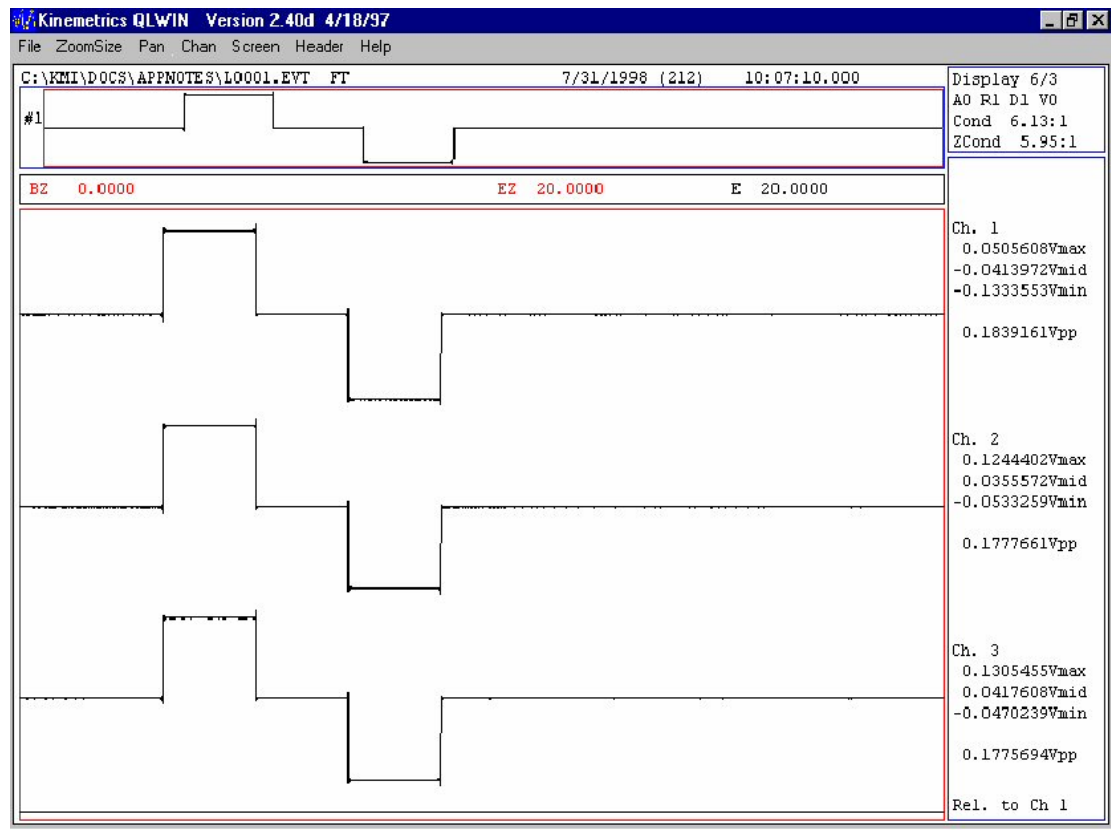 Kinemetrics QLWIN Version 2.40d 4/18/97
File ZoomSize Pan Chan Screen Header Help
C:\KMI\DOCS\APPNOTES\LO001.EVT FT 7/31/1998 (212) 10:07:10.000
Display 6/3
A0 R1 D1 V0
Cond 6.13:1
ZCond 5.95:1
#1
BZ 0.0000 EZ 20.0000 E 20.0000
Ch. 1
0.0505608Vmax
-0.0413972Vmid
-0.1333553Vmin
0.1839161Vpp
Ch. 2
0.1244402Vmax
0.0355572Vmid
-0.0533259Vmin
0.1777661Vpp
Ch. 3
0.1305455Vmax
0.0417608Vmid
-0.0470239Vmin
0.1775694Vpp
Rel. to Ch 1